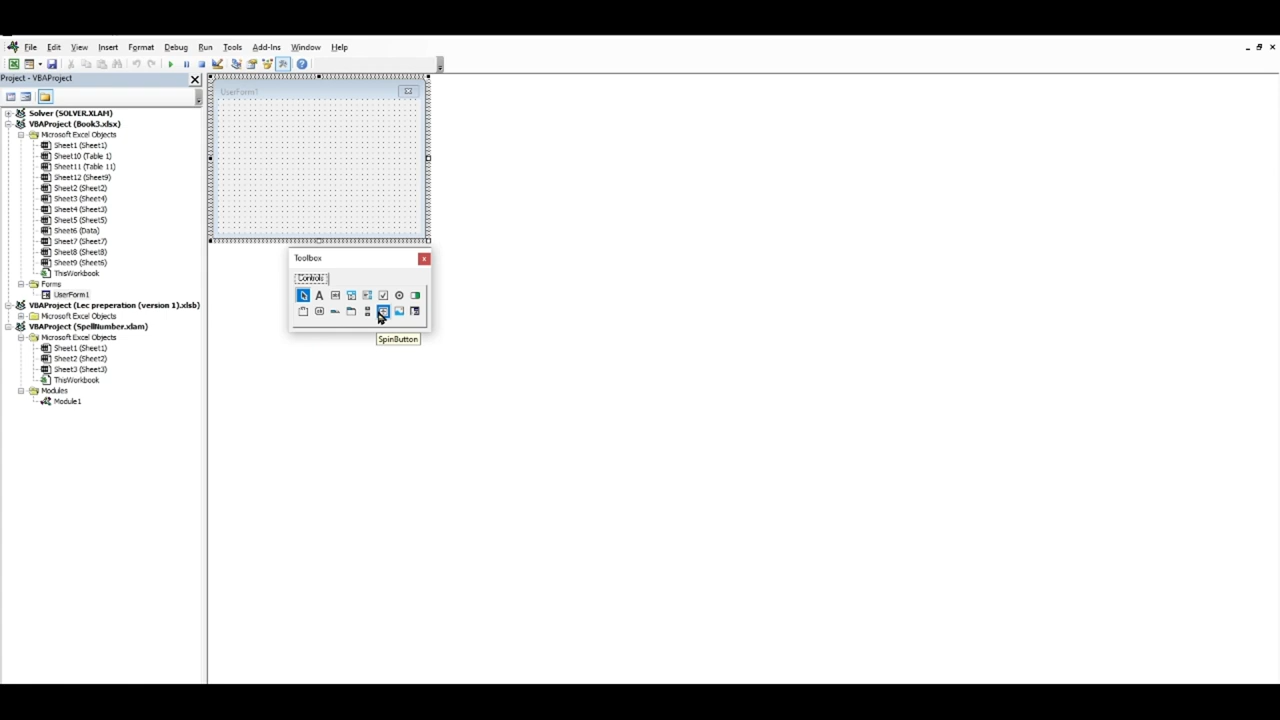 File Edit View Insert Format Debug Run Tools Add-Ins Window Help
Project - VBAProject
Solver (SOLVER.XLAM)
VBAProject (Book3.xlsx)
Microsoft Excel Objects
Sheet1 (Sheet1)
Sheet10 (Table 1)
Sheet11 (Table 11)
Sheet12 (Sheet9)
Sheet2 (Sheet2)
Sheet3 (Sheet4)
Sheet4 (Sheet3)
Sheet5 (Sheet5)
Sheet6 (Data)
Sheet7 (Sheet7)
Sheet8 (Sheet8)
Sheet9 (Sheet6)
ThisWorkbook
Forms
UserForm1
VBAProject (Lec preperation (version 1).xlsb)
Microsoft Excel Objects
VBAProject (SpellNumber.xlam)
Microsoft Excel Objects
Sheet1 (Sheet1)
Sheet2 (Sheet2)
Sheet3 (Sheet3)
ThisWorkbook
Modules
Module1
UserForm1
Toolbox
Controls
SpinButton